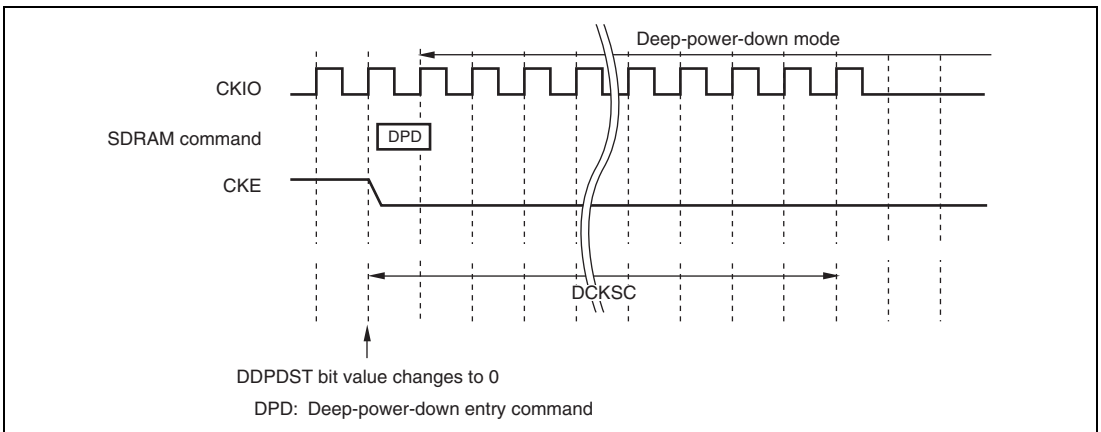 Deep-power-down mode
CKIO
SDRAM command
DPD
CKE
DCKSC
DDPDST bit value changes to 0
DPD: Deep-power-down entry command